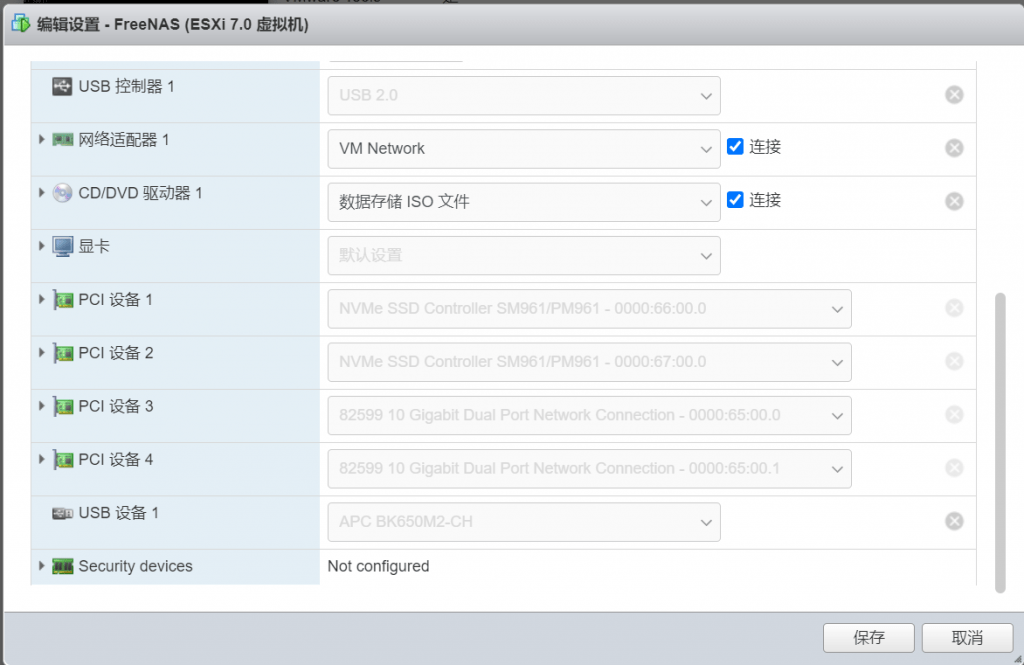 编辑设置 - FreeNAS (ESXi 7.0 虚拟机)
USB 控制器 1
USB 2.0
网络适配器 1
VM Network
连接
CD/DVD 驱动器 1
数据存储 ISO 文件
连接
显卡
默认设置
PCI 设备 1
NVMe SSD Controller SM961/PM961 - 0000:66:00.0
PCI 设备 2
NVMe SSD Controller SM961/PM961 - 0000:67:00.0
PCI 设备 3
82599 10 Gigabit Dual Port Network Connection - 0000:65:00.0
PCI 设备 4
82599 10 Gigabit Dual Port Network Connection - 0000:65:00.1
USB 设备 1
APC BK650M2-CH
Security devices
Not configured
保存
取消